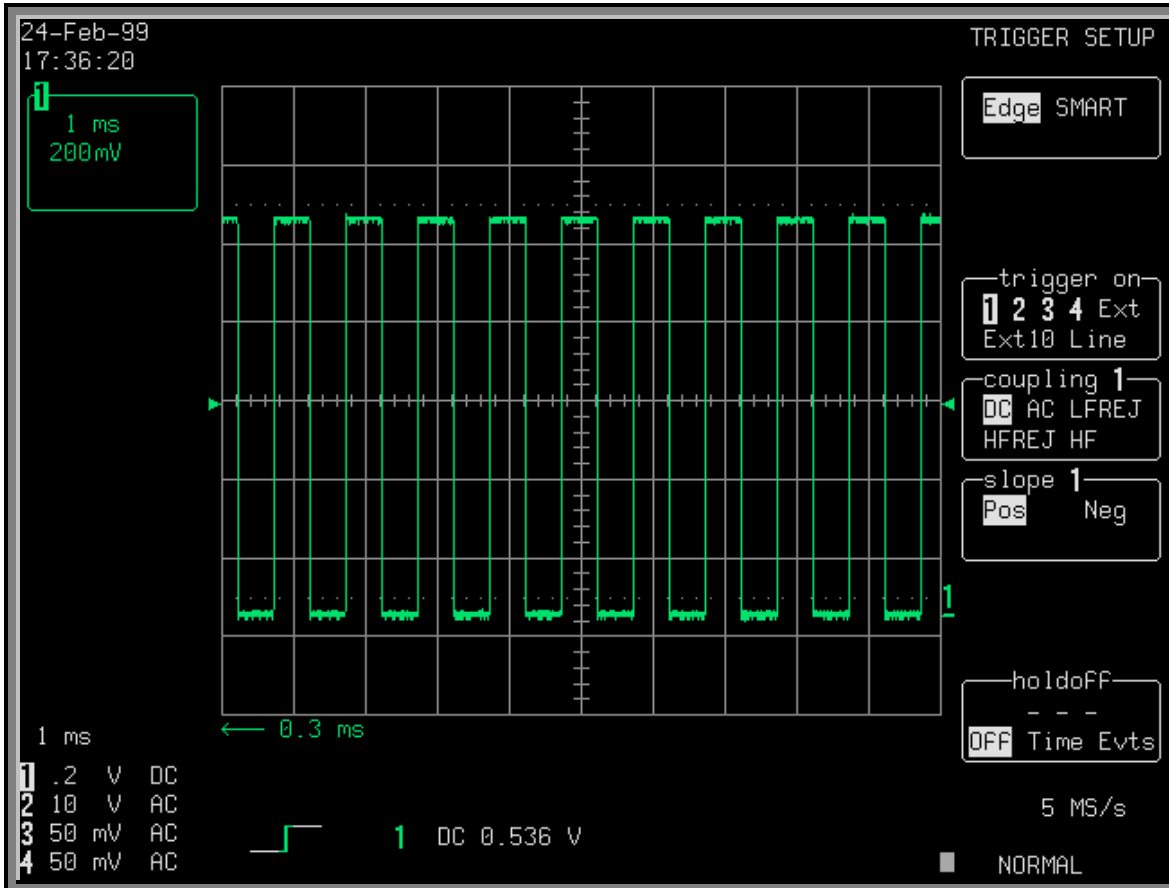 24-Feb-99
17:36:20
TRIGGER SETUP
1
1 ms
200mV
Edge SMART
trigger on
1 2 3 4 Ext
Ext10 Line
coupling 1
DC AC LFREJ
HFREJ HF
slope 1
Pos Neg
1
holdoff
- - -
OFF Time Evts
← 0.3 ms
1 ms
1 .2 V DC
2 10 V AC
3 50 mV AC
4 50 mV AC
1 DC 0.536 V
5 MS/s
NORMAL